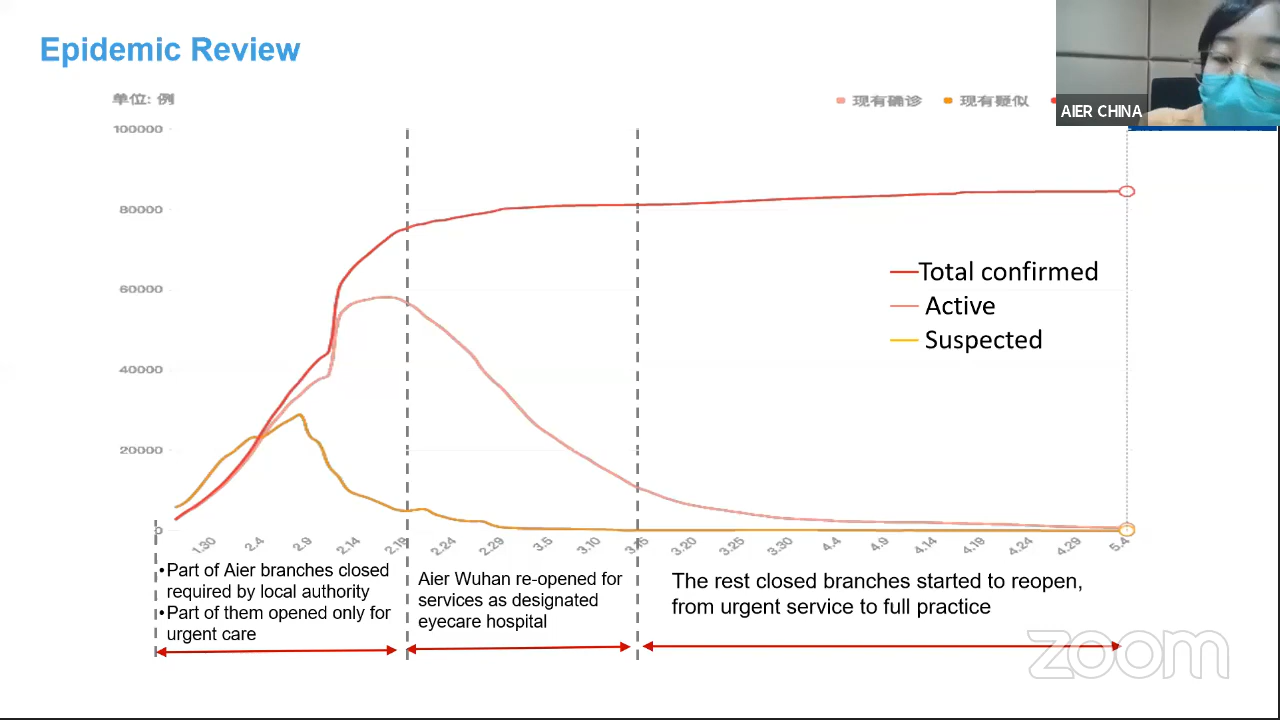 Epidemic Review
单位: 例
现有确诊 现有疑似
AIER CHINA
100000
80000
60000
40000
20000
0
Total confirmed
Active
Suspected
1.30 2.4 2.9 2.14 2.19 2.24 2.29 3.5 3.10 3.15 3.20 3.25 3.30 4.4 4.9 4.14 4.19 4.24 4.29 5.4
•Part of Aier branches closed
required by local authority
•Part of them opened only for
urgent care
Aier Wuhan re-opened for
services as designated
eyecare hospital
The rest closed branches started to reopen,
from urgent service to full practice
zoom